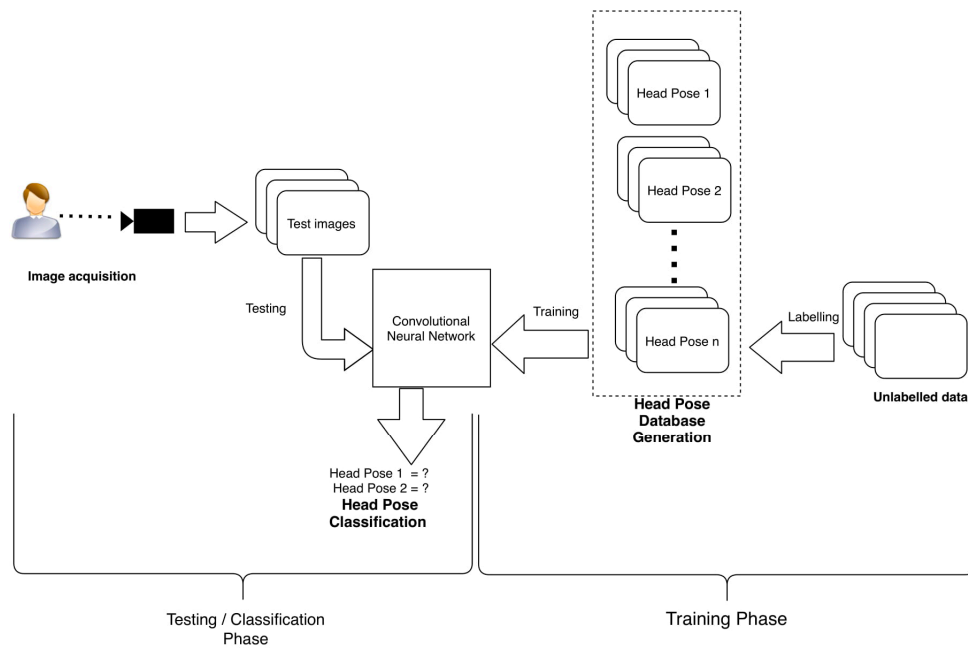 Head Pose 1
Head Pose 2
Test images
Image acquisition
Testing
Convolutional
Neural Network
Training
Head Pose n
Labelling
Unlabelled data
Head Pose
Database
Generation
Head Pose 1 = ?
Head Pose 2 = ?
Head Pose
Classification
Testing / Classification
Phase
Training Phase